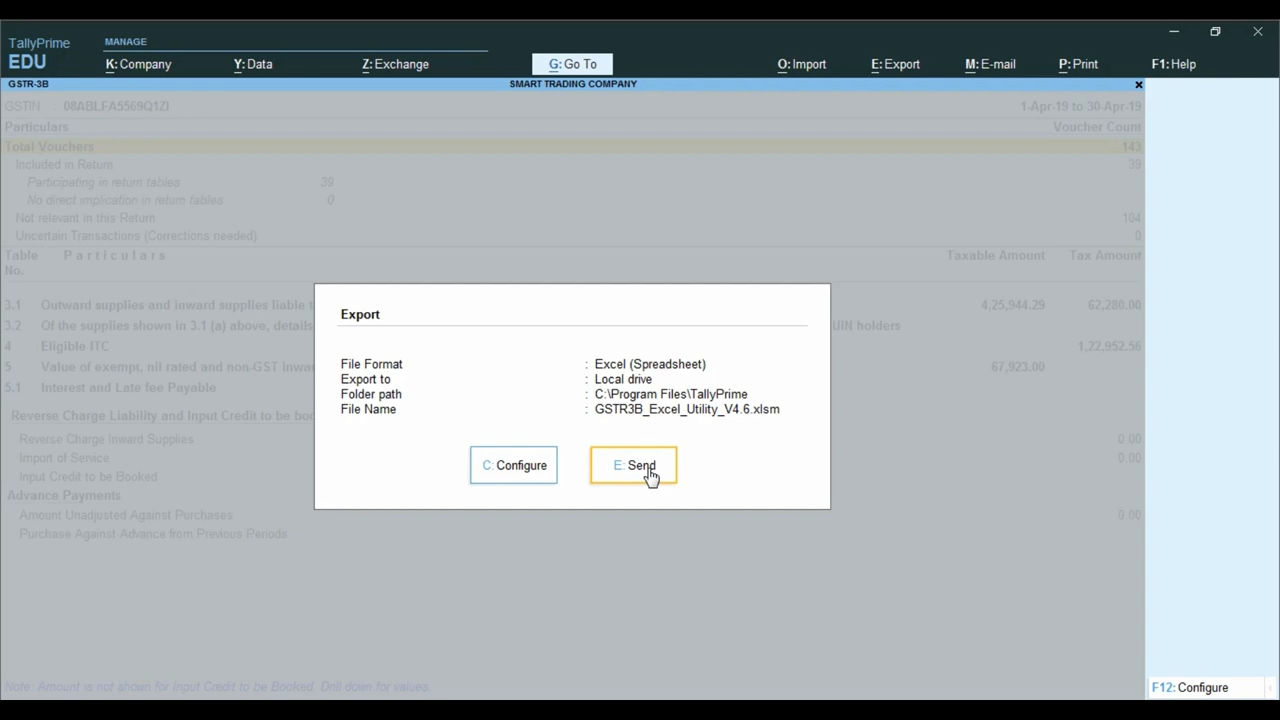 TallyPrime
EDU
MANAGE
K: Company Y: Data Z: Exchange G: Go To O: Import E: Export M: E-mail P: Print F1: Help
GSTR-3B SMART TRADING COMPANY ×
GSTIN : 08ABLFA5569Q1ZI 1-Apr-19 to 30-Apr-19
Particulars Voucher Count
Total Vouchers 143
Included in Return 39
Participating in return tables 39
No direct implication in return tables 0
Not relevant in this Return 104
Uncertain Transactions (Corrections needed) 0
Table No. Particulars Taxable Amount Tax Amount
3.1 Outward supplies and inward supplies liable 4,25,944.29 62,280.00
3.2 Of the supplies shown in 3.1 (a) above, details UIN holders
4 Eligible ITC 1,22,952.56
5 Value of exempt, nil rated and non-GST 67,923.00
5.1 Interest and Late fee Payable
Reverse Charge Liability and Input Credit to be
Reverse Charge Inward Supplies 0.00
Import of Service 0.00
Input Credit to be Booked
Advance Payments
Amount Unadjusted Against Purchases 0.00
Purchase Against Advance from Previous Periods
Export
File Format : Excel (Spreadsheet)
Export to : Local drive
Folder path : C:\Program Files\TallyPrime
File Name : GSTR3B_Excel_Utility_V4.6.xlsm
C: Configure E: Send
Note: Amount is not shown for Input Credit to be Booked. Drill down for values.
F12: Configure